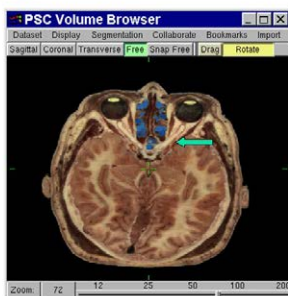 PSC Volume Browser
Dataset Display Segmentation Collaborate Bookmarks Import
Sagittal Coronal Transverse Free Snap Free Drag Rotate
Zoom: 72 12 25 50 100 200